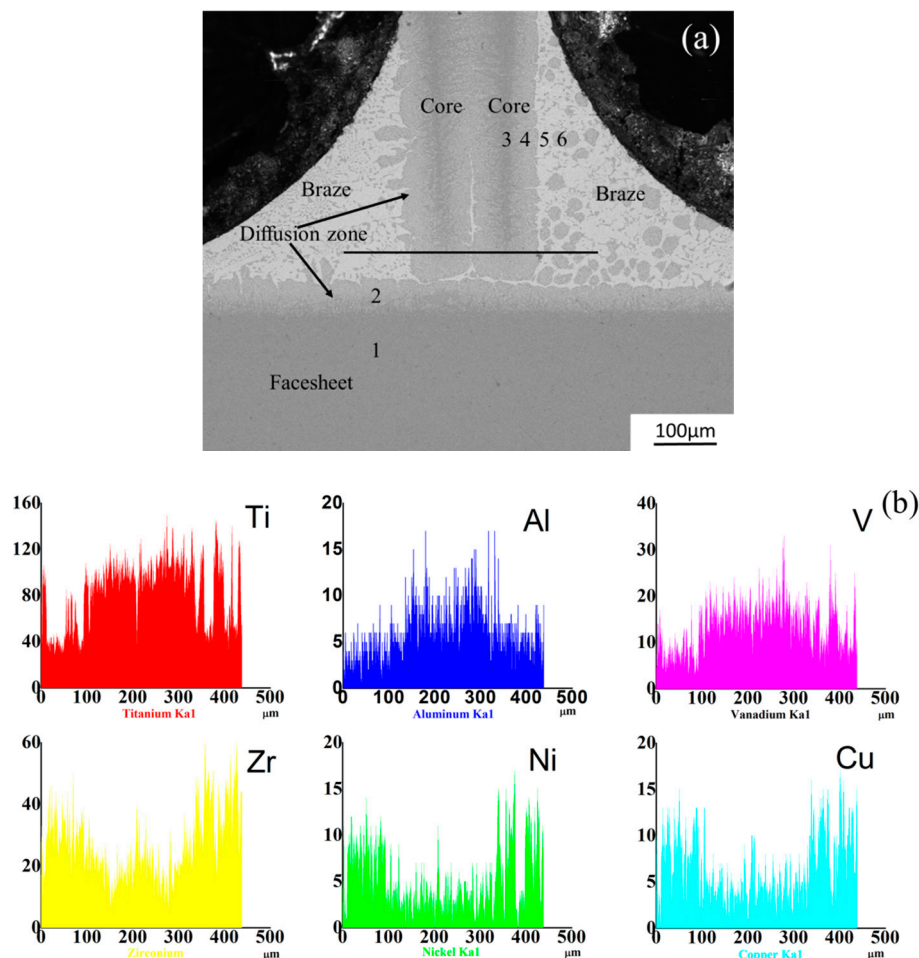 (a)
Core Core
3 4 5 6
Braze Braze
Diffusion zone
2
1
Facesheet
100μm
(b)
Ti
160
120
80
40
0
0 100 200 300 400 500
μm
Titanium Ka1
Al
20
15
10
5
0
0 100 200 300 400 500
μm
Aluminum Ka1
V
40
30
20
10
0
0 100 200 300 400 500
μm
Vanadium Ka1
Zr
60
40
20
0
0 100 200 300 400 500
μm
Zirconium
Ni
20
15
10
5
0
0 100 200 300 400 500
μm
Nickel Ka1
Cu
20
15
10
5
0
0 100 200 300 400 500
μm
Copper Ka1